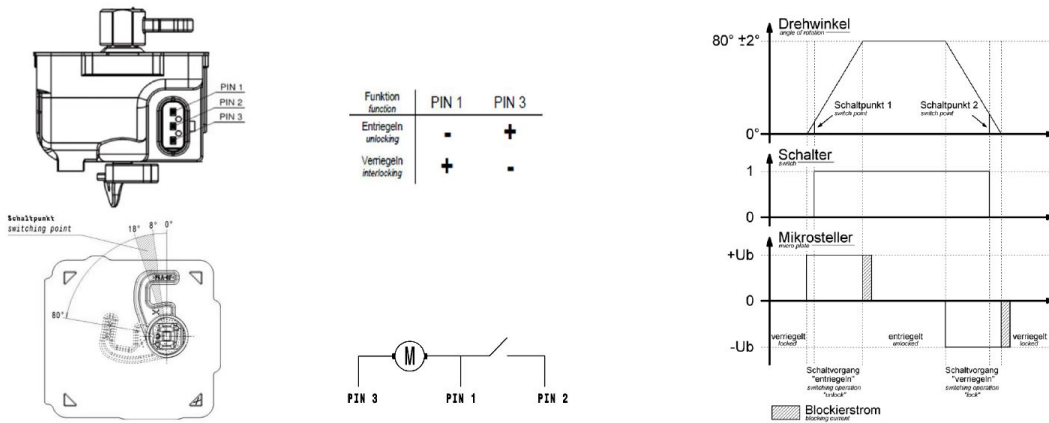 PIN 1
PIN 2
PIN 3
Schaltpunkt
switching point
18°
8°
0°
80°
Funktion
function
PIN 1
PIN 3
Entriegeln
unlocking
-
+
Verriegeln
interlocking
+
-
M
PIN 3
PIN 1
PIN 2
Drehwinkel
angle of rotation
80° ±2°
Schaltpunkt 1
switch point
Schaltpunkt 2
switch point
0°
Schalter
switch
1
0
Mikrosteller
micro plate
+Ub
0
-Ub
verriegelt
locked
entriegelt
unlocked
verriegelt
locked
Schaltvorgang
"entriegeln"
switching operation
"unlock"
Schaltvorgang
"verriegeln"
switching operation
"lock"
Blockierstrom
blocking current